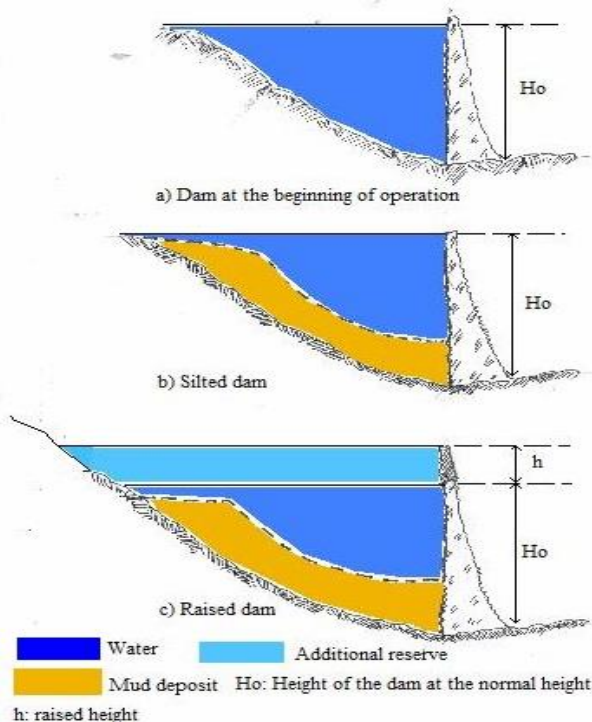 Ho
a) Dam at the beginning of operation
Ho
b) Silted dam
h
Ho
c) Raised dam
Water
Additional reserve
Mud deposit
Ho: Height of the dam at the normal height
h: raised height